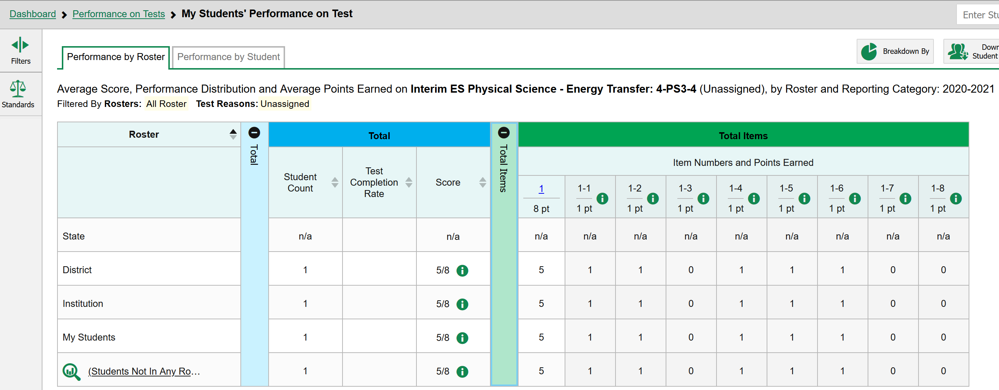 Dashboard > Performance on Tests > My Students' Performance on Test
Enter Stu
Filters
Standards
Performance by Roster
Performance by Student
Breakdown By
Down
Student
Average Score, Performance Distribution and Average Points Earned on Interim ES Physical Science - Energy Transfer: 4-PS3-4 (Unassigned), by Roster and Reporting Category: 2020-2021
Filtered By Rosters: All Roster Test Reasons: Unassigned
Roster Total Total Total Items Total Items
Item Numbers and Points Earned
Student Count Test Completion Rate Score
1 1-1 1-2 1-3 1-4 1-5 1-6 1-7 1-8
8 pt 1 pt 1 pt 1 pt 1 pt 1 pt 1 pt 1 pt 1 pt
State n/a n/a n/a n/a n/a n/a n/a n/a n/a n/a n/a
District 1 5/8 5 1 1 0 1 1 1 0 0
Institution 1 5/8 5 1 1 0 1 1 1 0 0
My Students 1 5/8 5 1 1 0 1 1 1 0 0
(Students Not In Any Ro... 1 5/8 5 1 1 0 1 1 1 0 0